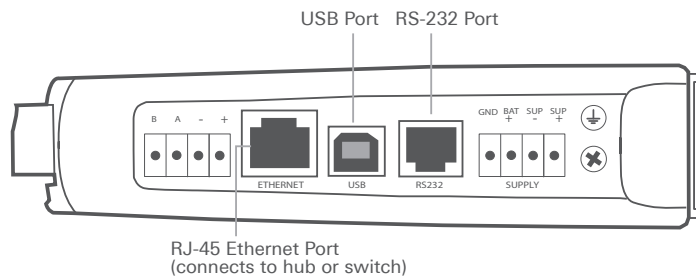 USB Port RS-232 Port
B A - +
GND BAT + SUP - SUP +
ETHERNET USB RS232 SUPPLY
RJ-45 Ethernet Port
(connects to hub or switch)